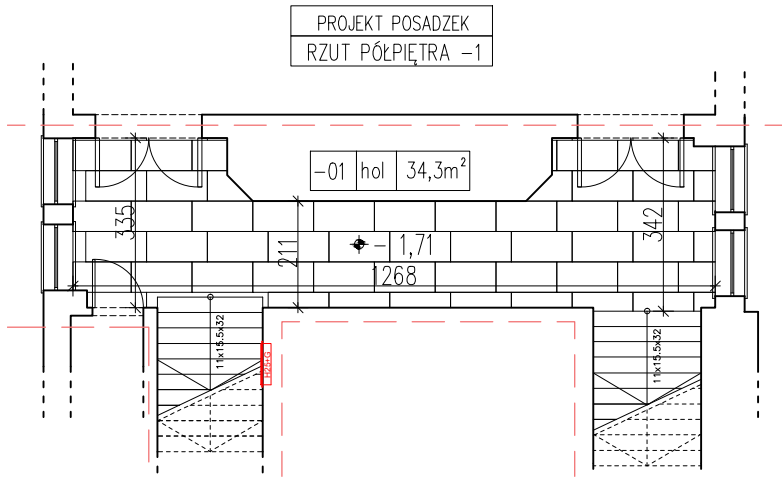 PROJEKT POSADZEK
RZUT PÓŁPIĘTRA -1
-01 hol 34,3m²
335
211
- 1,71
1268
342
11x15.5x32
11x15.5x32